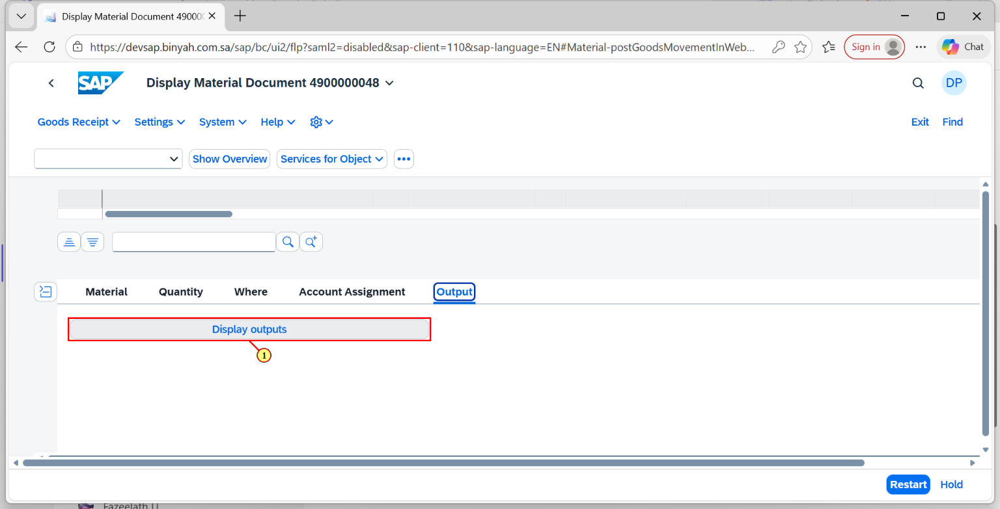 Display Material Document 49000
https://devsap.binyah.com.sa/sap/bc/ui2/flp?saml2=disabled&sap-client=110&sap-language=EN#Material-postGoodsMovementInWeb...
Sign in
Chat
SAP
Display Material Document 4900000048
DP
Goods Receipt
Settings
System
Help
Exit
Find
Show Overview
Services for Object
Material
Quantity
Where
Account Assignment
Output
Display outputs
1
Restart
Hold
Fazeelath U